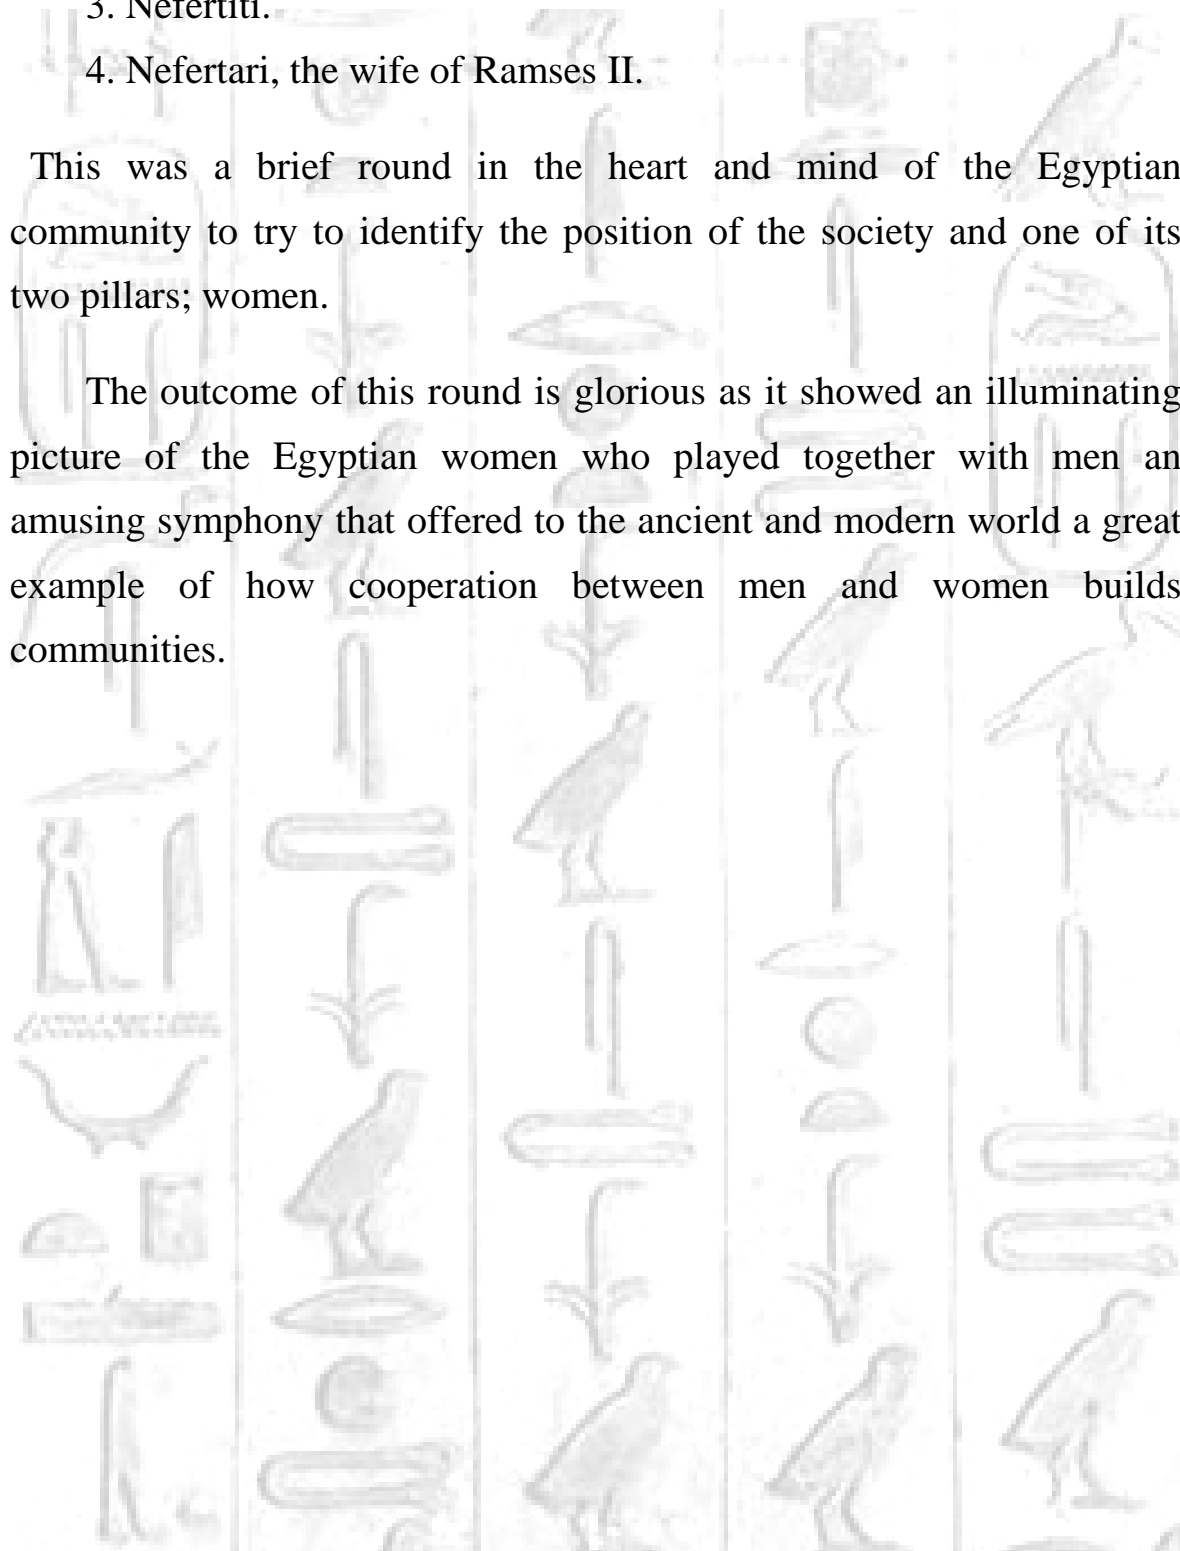 3. Nefertiti.
4. Nefertari, the wife of Ramses II.
This was a brief round in the heart and mind of the Egyptian
community to try to identify the position of the society and one of its
two pillars; women.
The outcome of this round is glorious as it showed an illuminating
picture of the Egyptian women who played together with men an
amusing symphony that offered to the ancient and modern world a great
example of how cooperation between men and women builds
communities.